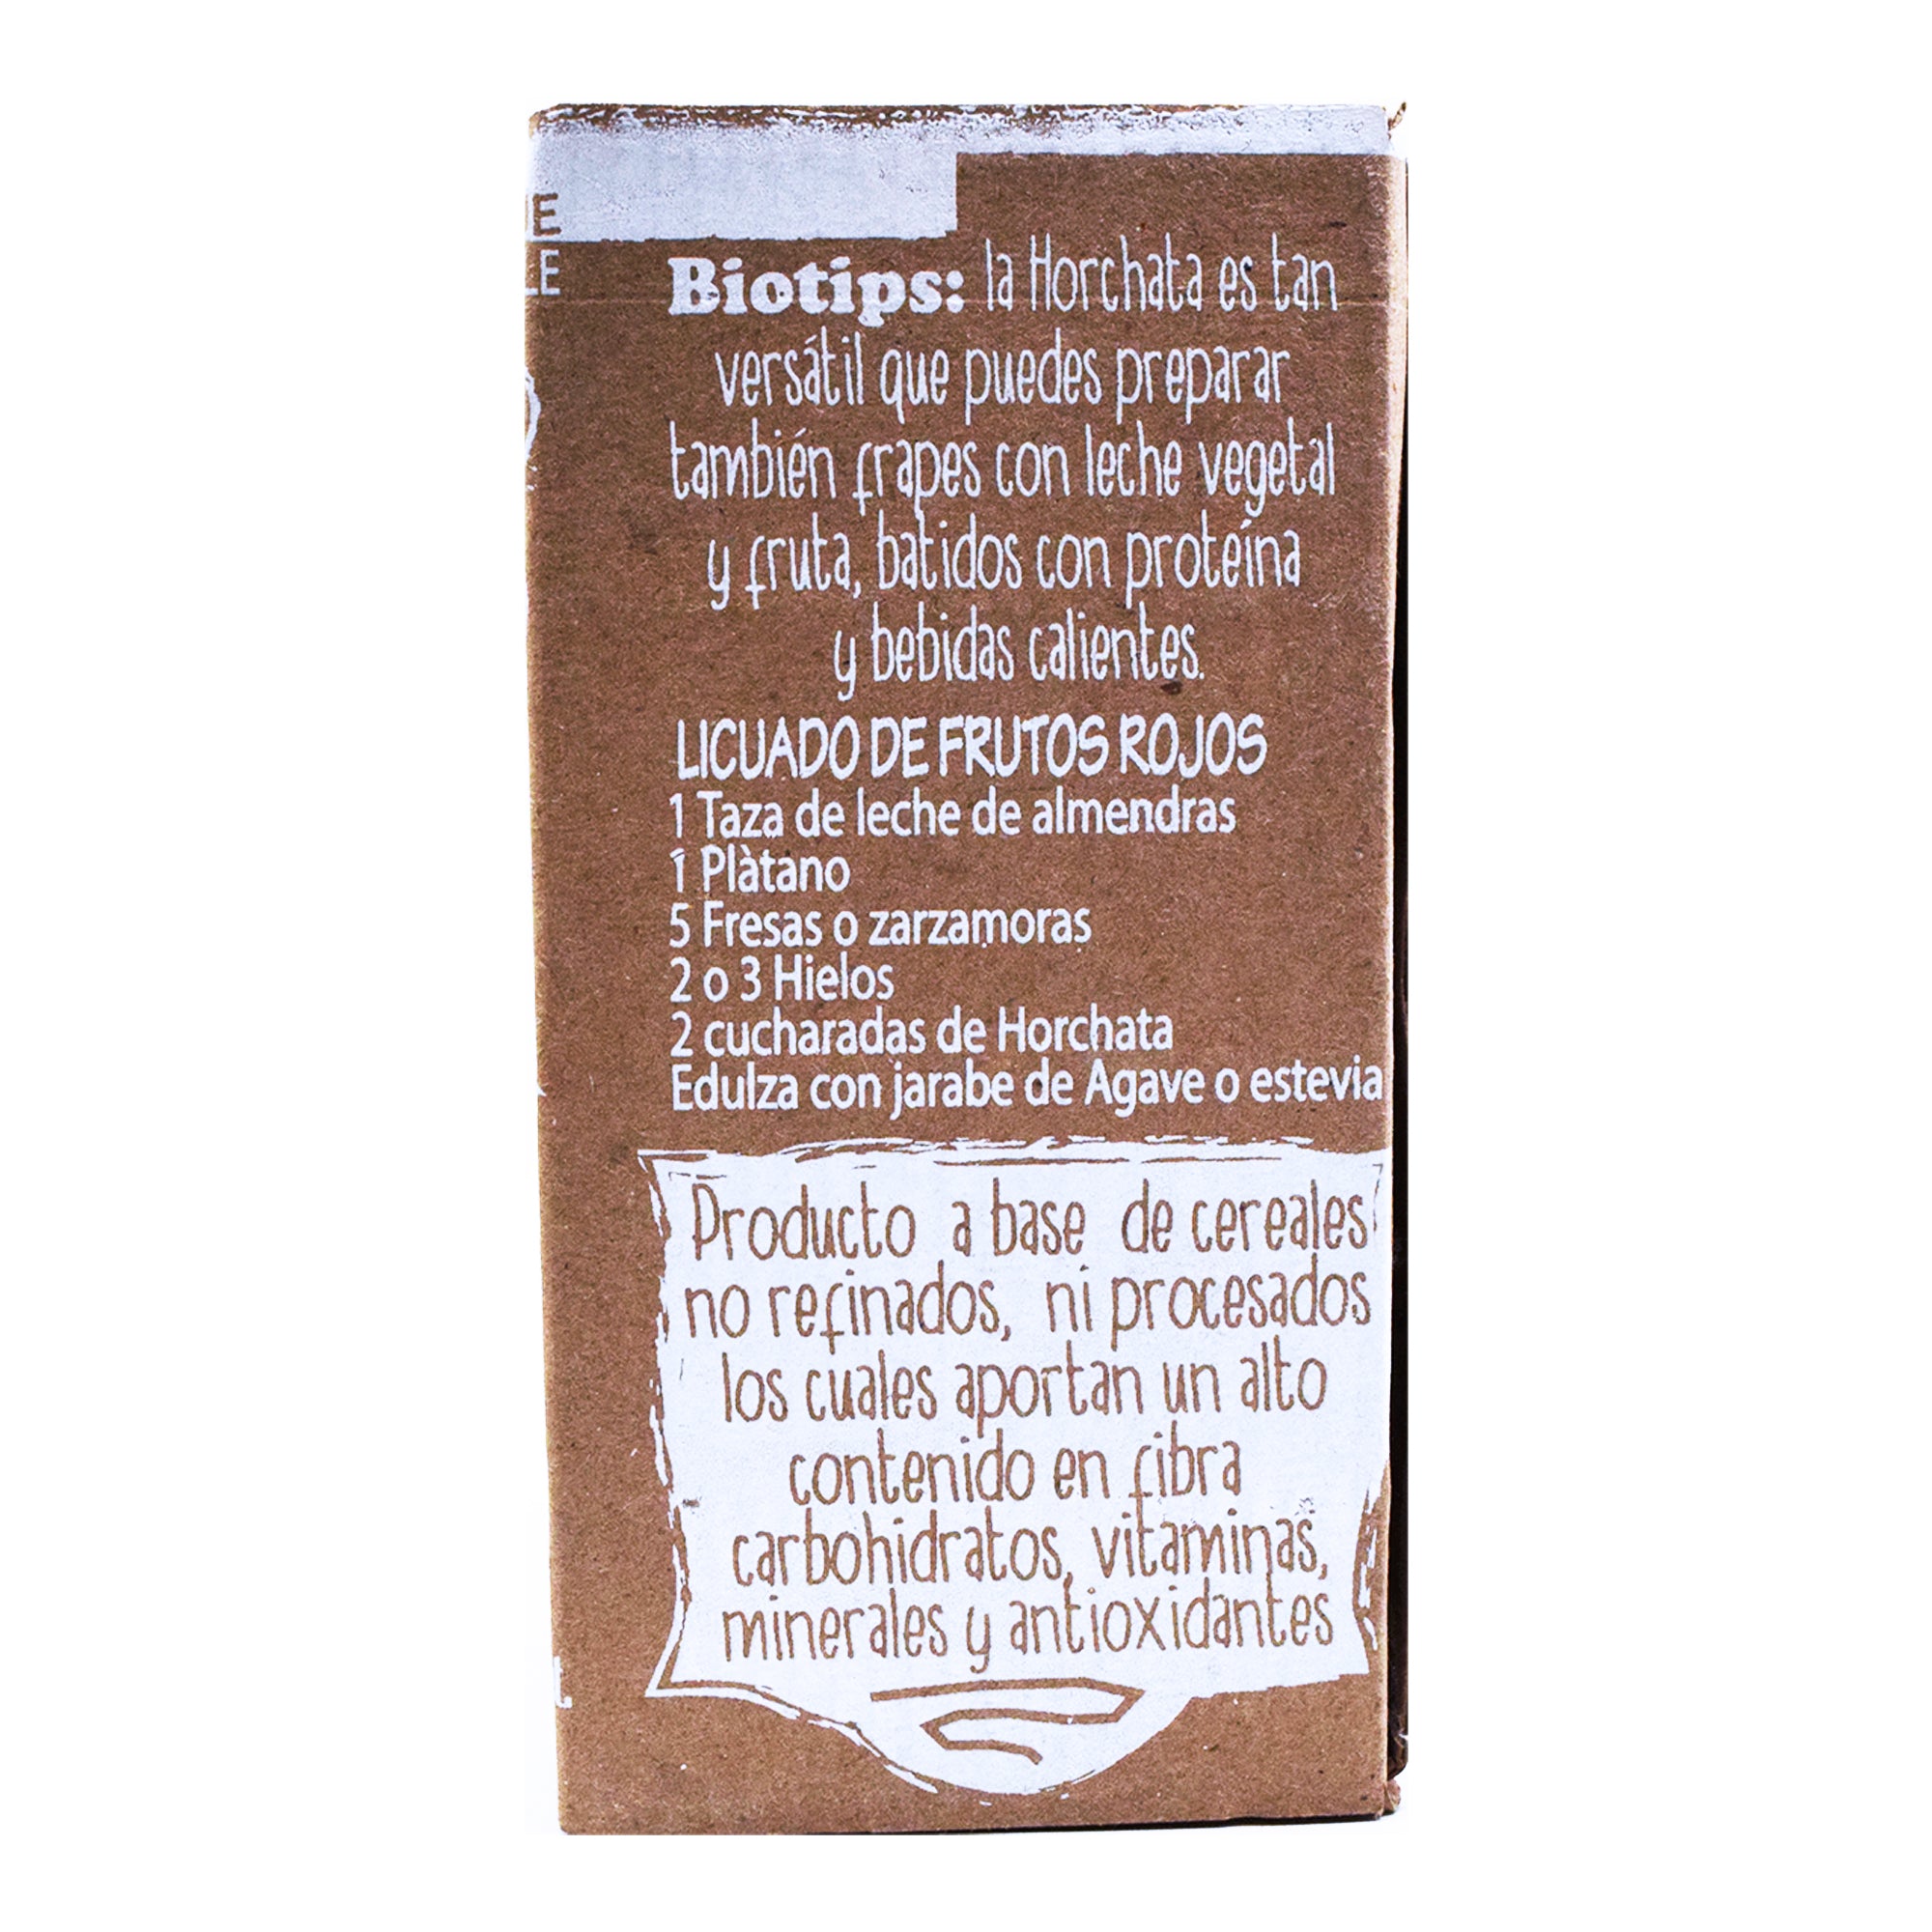 E
LE
Biotips: la Horchata es tan
versátil que puedes preparar
también frapes con leche vegetal
y fruta, batidos con proteína
y bebidas calientes.
LICUADO DE FRUTOS ROJOS
1 Taza de leche de almendras
1 Plàtano
5 Fresas o zarzamoras
2 o 3 Hielos
2 cucharadas de Horchata
Edulza con jarabe de Agave o estevia
Producto a base de cereales
no refinados, ni procesados
los cuales aportan un alto
contenido en fibra
carbohidratos, vitaminas,
minerales y antioxidantes